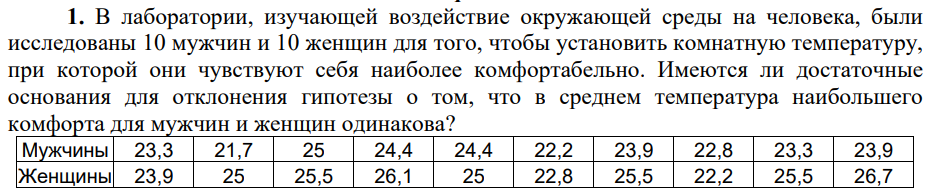 1. В лаборатории, изучающей воздействие окружающей среды на человека, были
исследованы 10 мужчин и 10 женщин для того, чтобы установить комнатную температуру,
при которой они чувствуют себя наиболее комфортабельно. Имеются ли достаточные
основания для отклонения гипотезы о том, что в среднем температура наибольшего
комфорта для мужчин и женщин одинакова?
Мужчины 23,3 21,7 25 24,4 24,4 22,2 23,9 22,8 23,3 23,9
Женщины 23,9 25 25,5 26,1 25 22,8 25,5 22,2 25,5 26,7